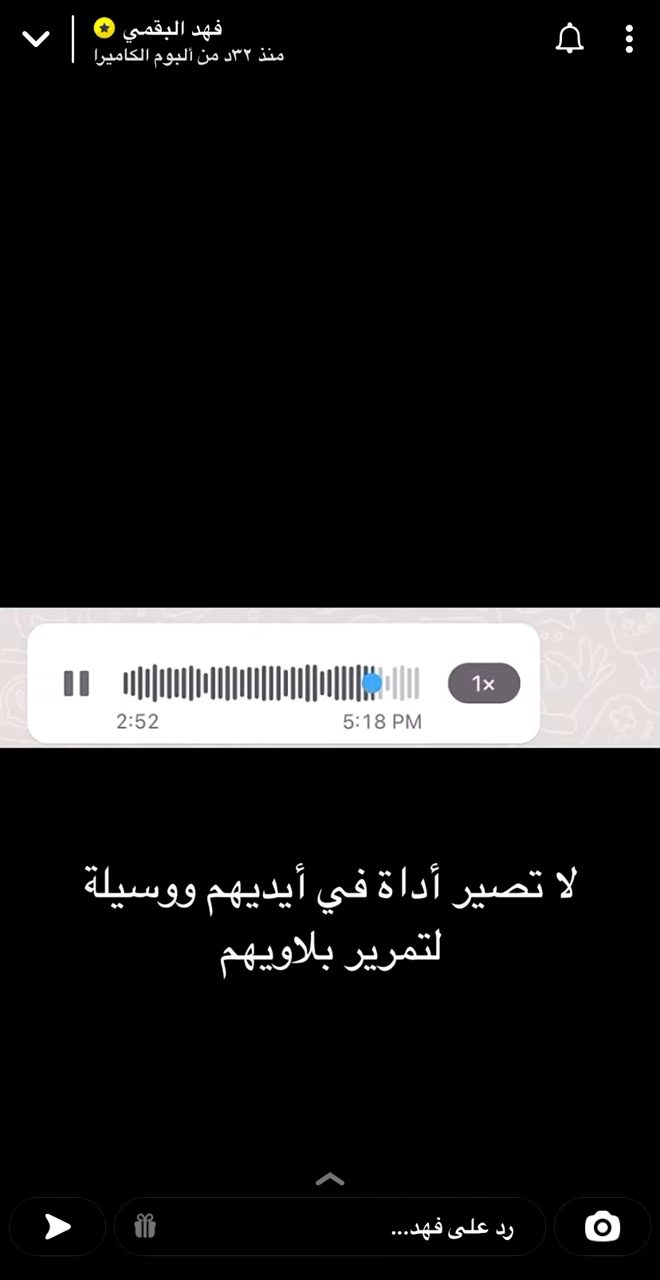 فهد البقمي
منذ ٣٢د من ألبوم الكاميرا
1×
2:52
5:18 PM
لا تصير أداة في أيديهم ووسيلة
لتمرير بلاويهم
رد على فهد...